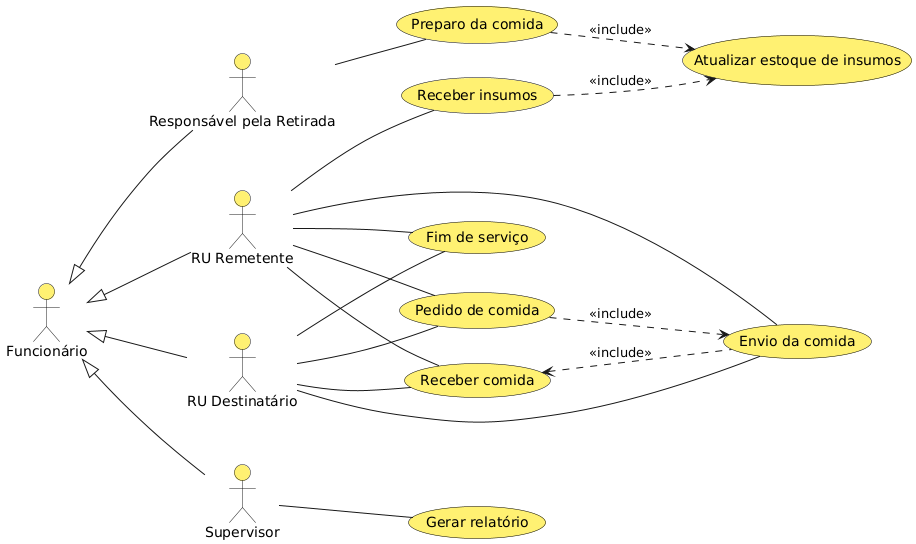 Preparo da comida
«include»
Atualizar estoque de insumos
Receber insumos
«include»
Responsável pela Retirada
RU Remetente
Fim de serviço
Funcionário
Pedido de comida
«include»
Envio da comida
RU Destinatário
Receber comida
«include»
Supervisor
Gerar relatório